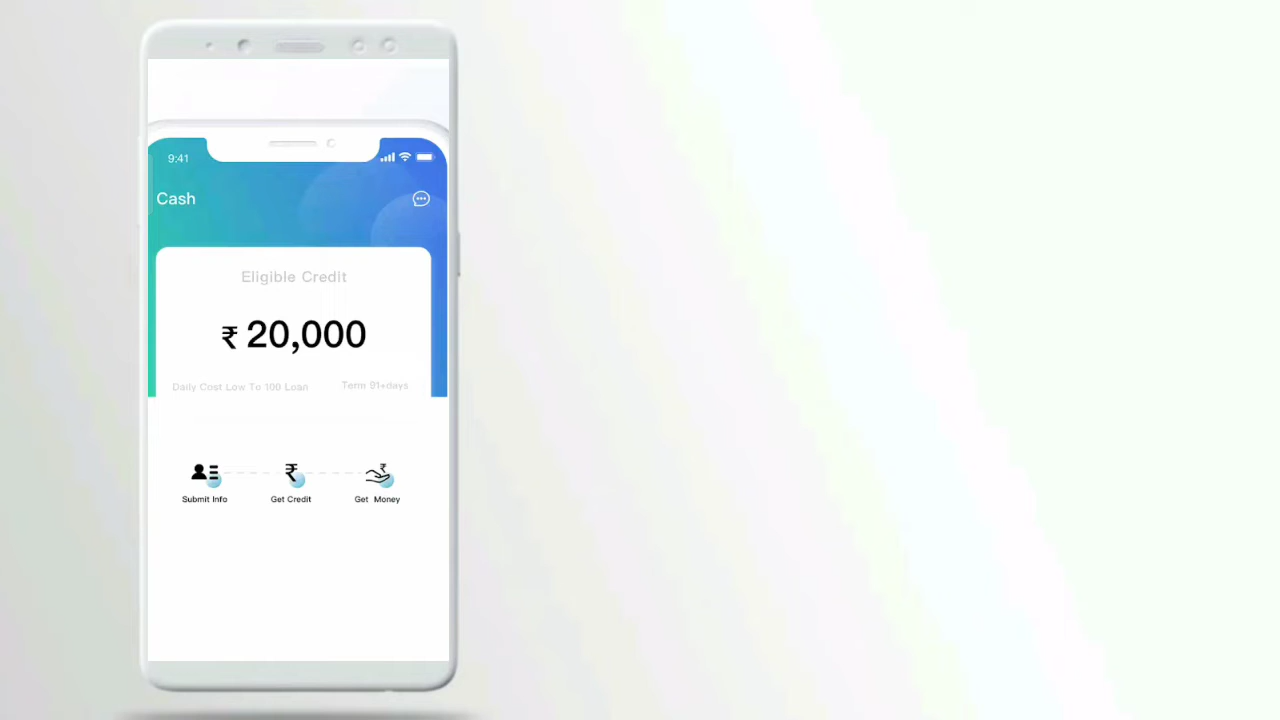 9:41
Cash
Eligible Credit
₹ 20,000
Daily Cost Low To 100 Loan Term 91+days
₹ ₹
Submit Info Get Credit Get Money